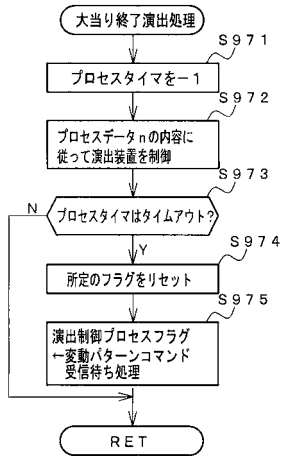 大当り終了演出処理
S971
プロセスタイマを－1
S972
プロセスデータnの内容に
従って演出装置を制御
S973
N
プロセスタイマはタイムアウト?
Y
S974
所定のフラグをリセット
S975
演出制御プロセスフラグ
←変動パターンコマンド
受信待ち処理
RET